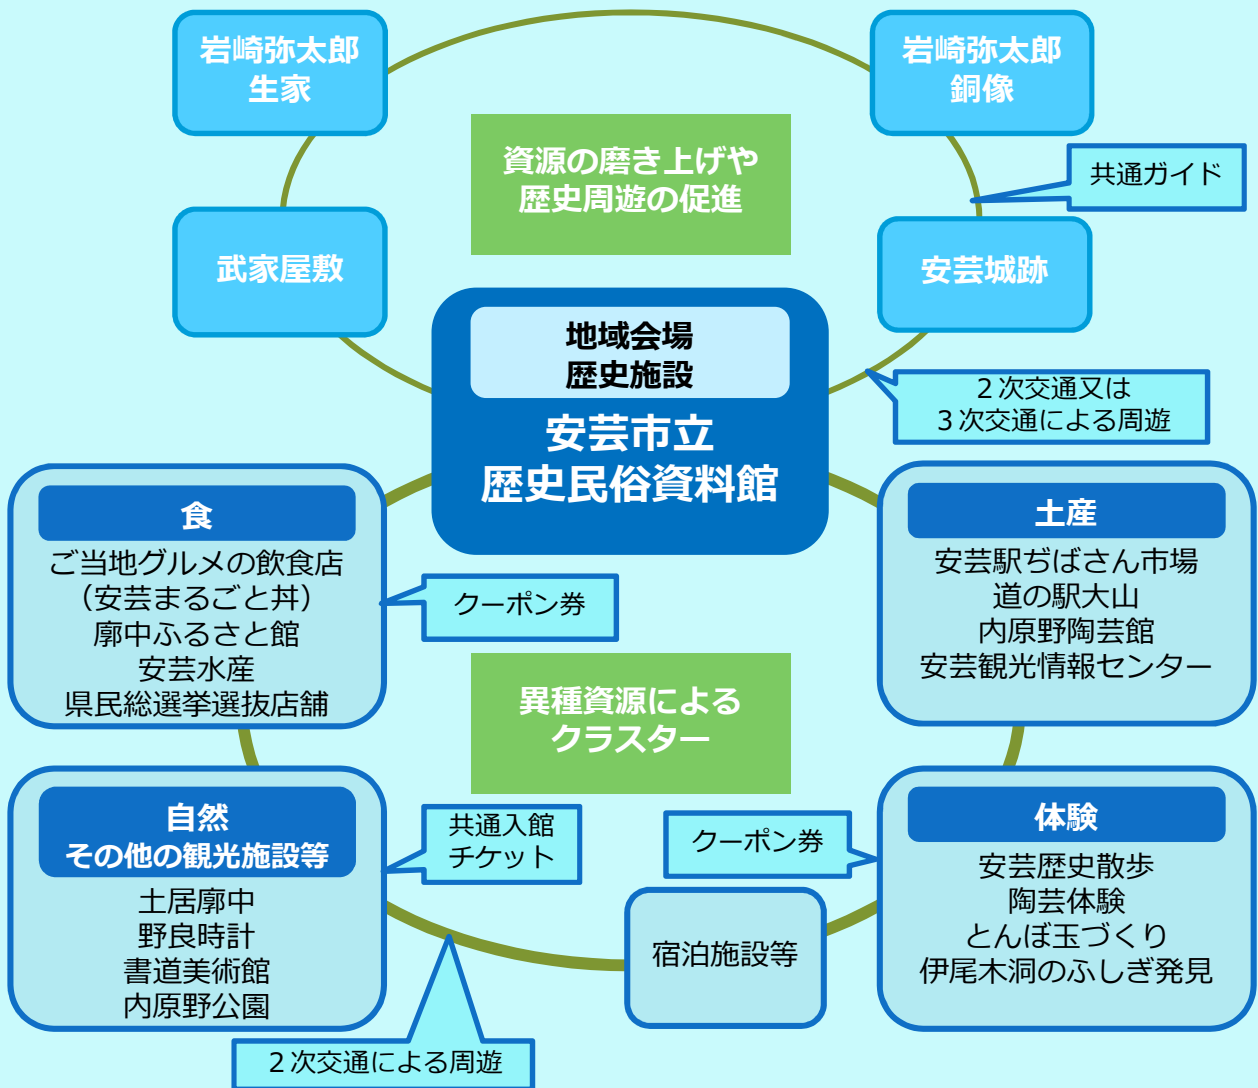 岩崎弥太郎
生家
岩崎弥太郎
銅像
資源の磨き上げや
歴史周遊の促進
共通ガイド
武家屋敷
安芸城跡
地域会場
歴史施設
安芸市立
歴史民俗資料館
２次交通又は
３次交通による周遊
食
ご当地グルメの飲食店
（安芸まるごと丼）
廓中ふるさと館
安芸水産
県民総選挙選抜店舗
クーポン券
土産
安芸駅ぢばさん市場
道の駅大山
内原野陶芸館
安芸観光情報センター
異種資源による
クラスター
自然
その他の観光施設等
土居廓中
野良時計
書道美術館
内原野公園
共通入館
チケット
クーポン券
体験
安芸歴史散歩
陶芸体験
とんぼ玉づくり
伊尾木洞のふしぎ発見
宿泊施設等
２次交通による周遊